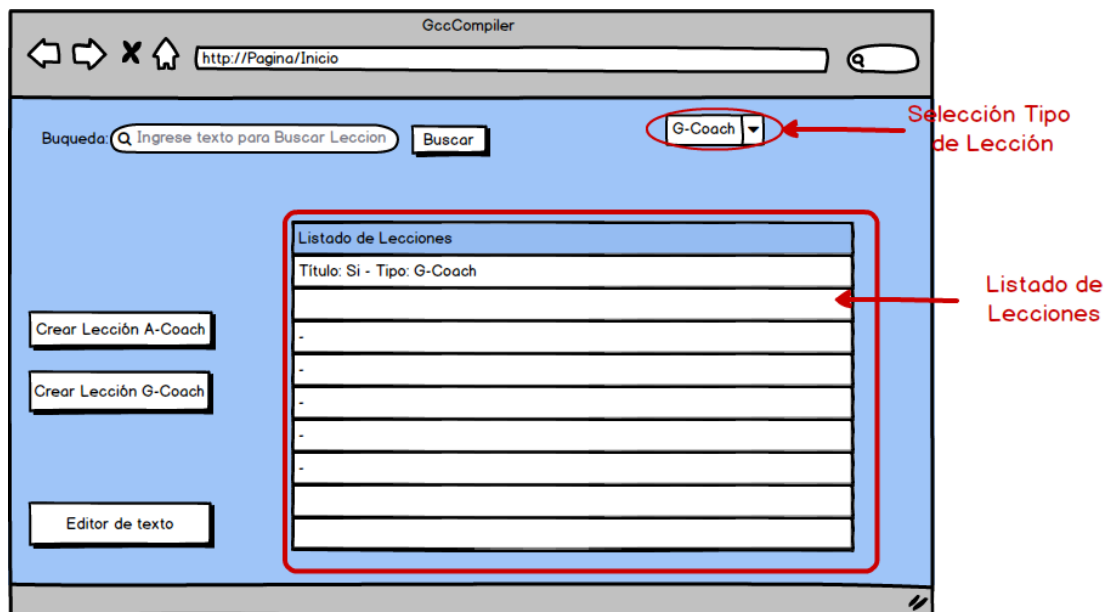 GccCompiler
http://Pagina/Inicio
Buqueda:
Ingrese texto para Buscar Leccion
Buscar
G-Coach
Selección Tipo
de Lección
Listado de Lecciones
Título: Si - Tipo: G-Coach
-
-
-
-
-
Listado de
Lecciones
Crear Lección A-Coach
Crear Lección G-Coach
Editor de texto